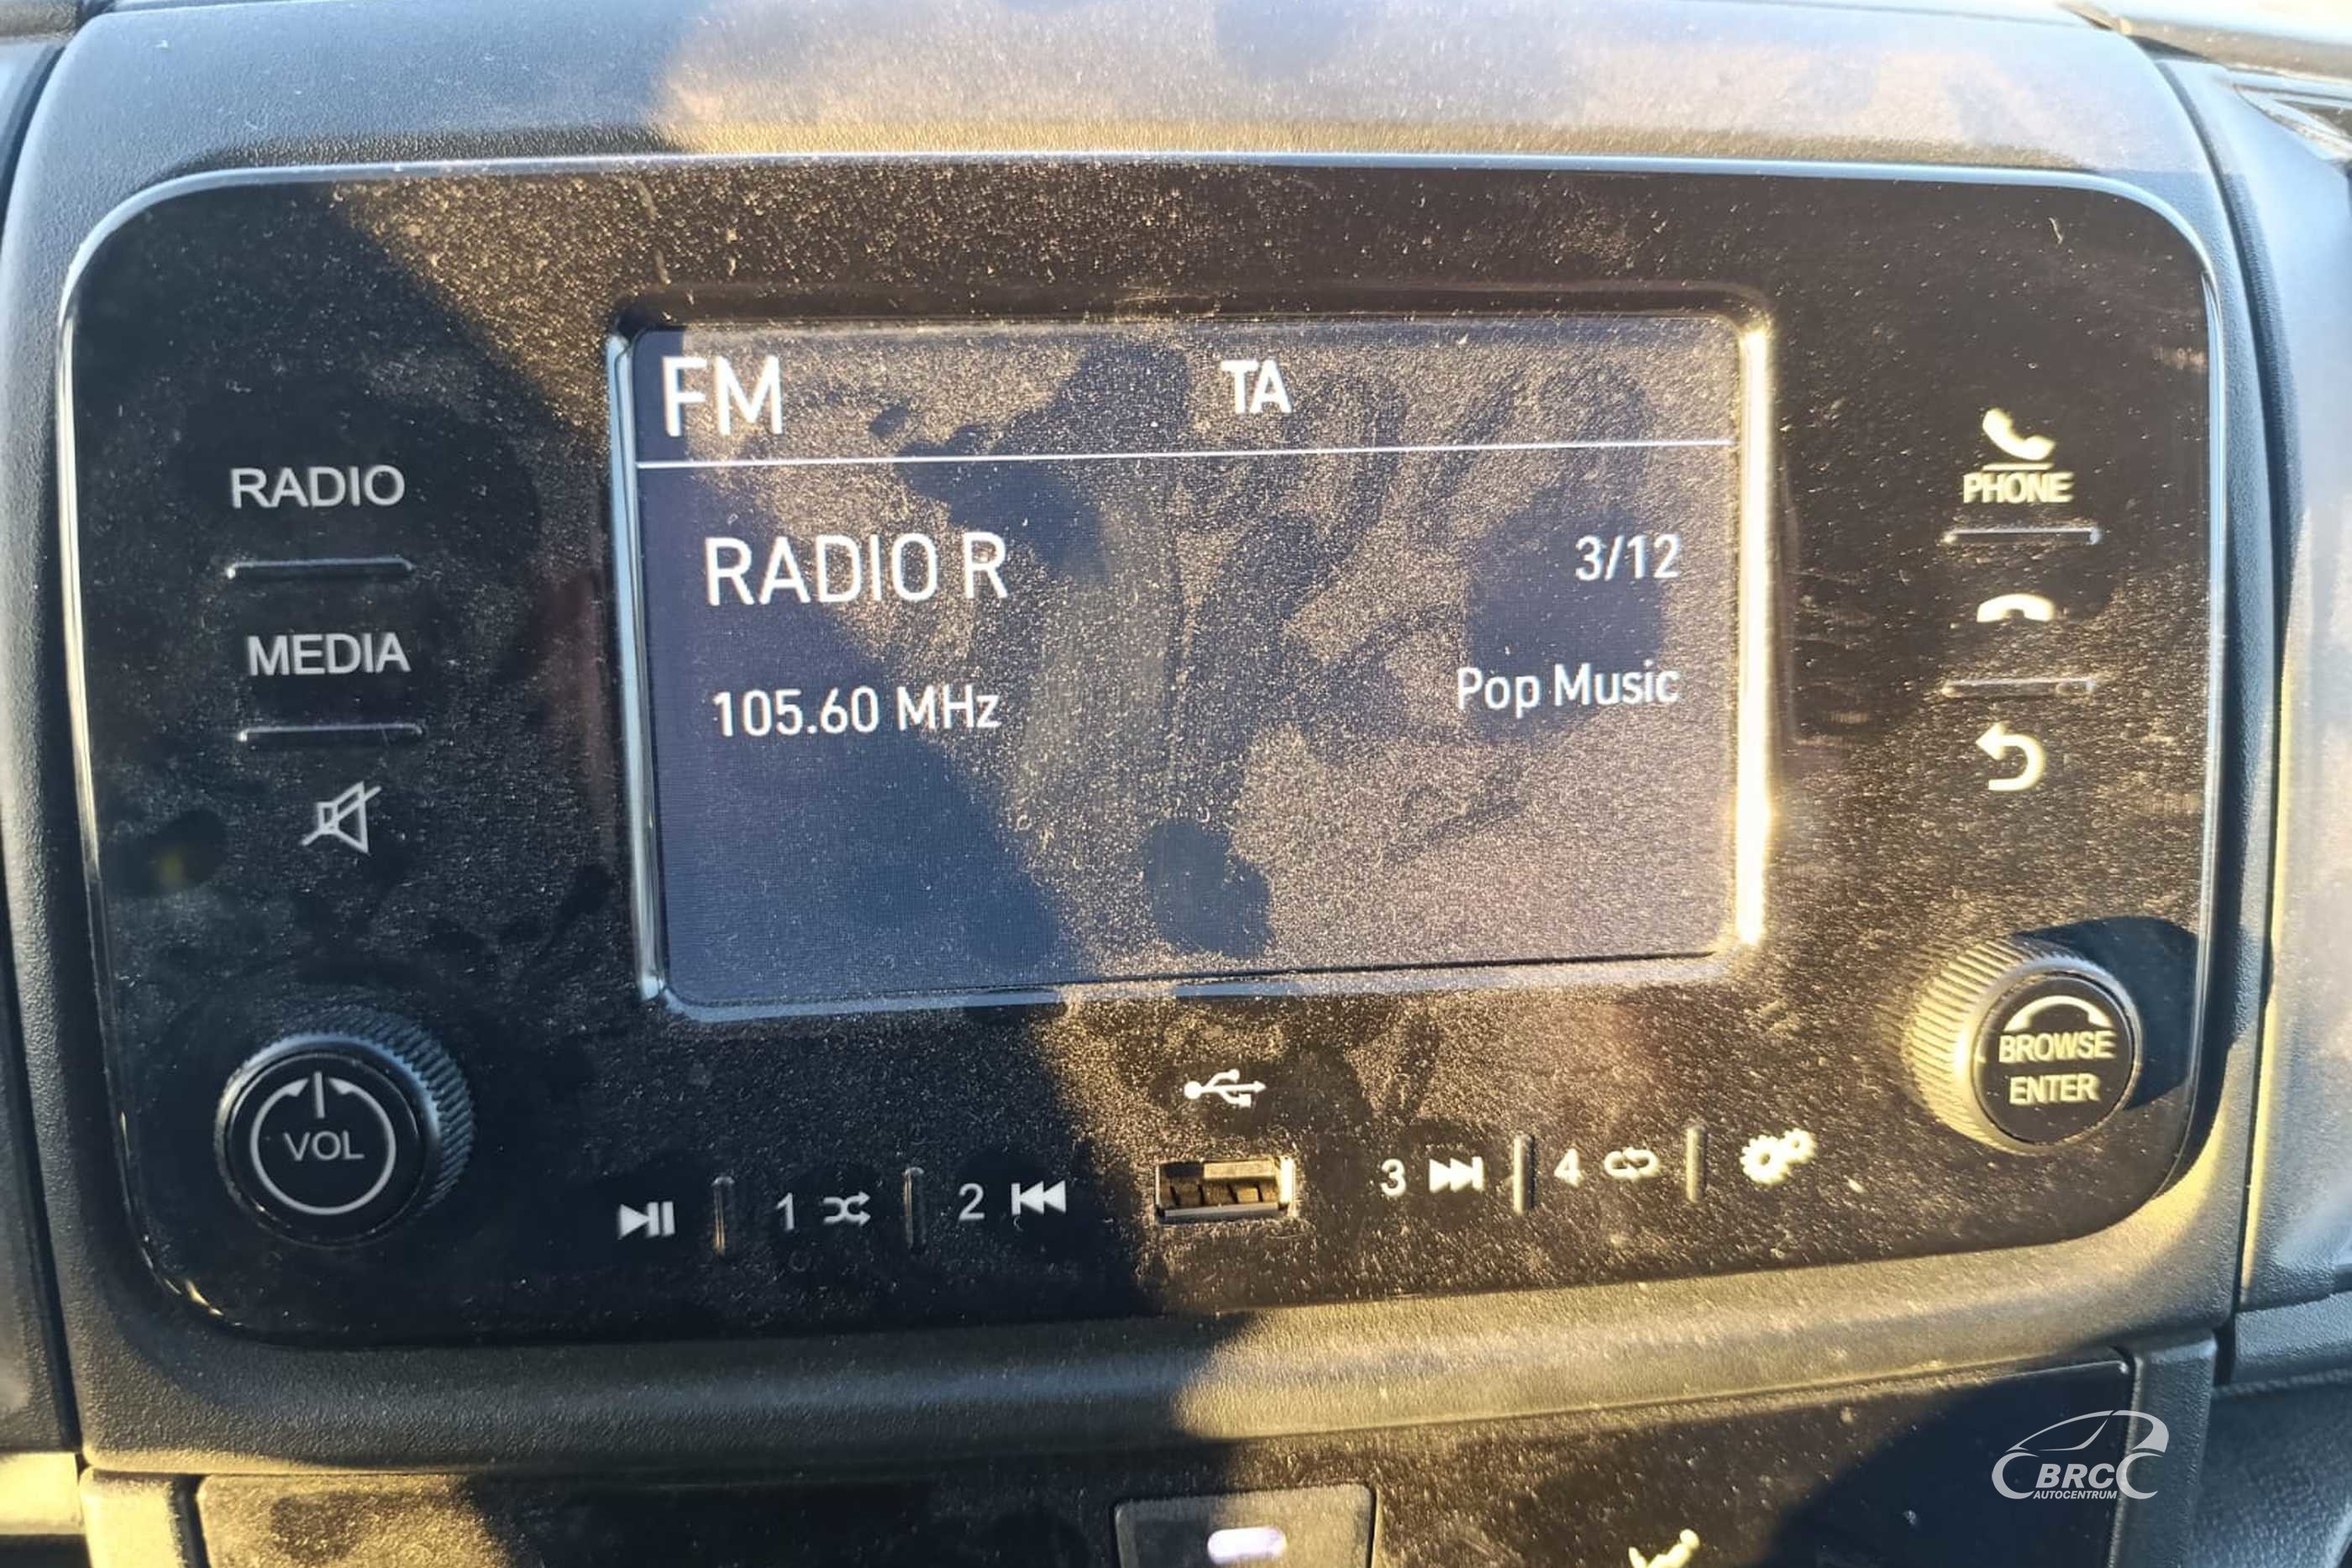 FM TA
RADIO R 3/12
105.60 MHz Pop Music
RADIO
MEDIA
VOL
PHONE
BROWSE
ENTER
1 2 3 4
BRC
AUTOCENTRUM